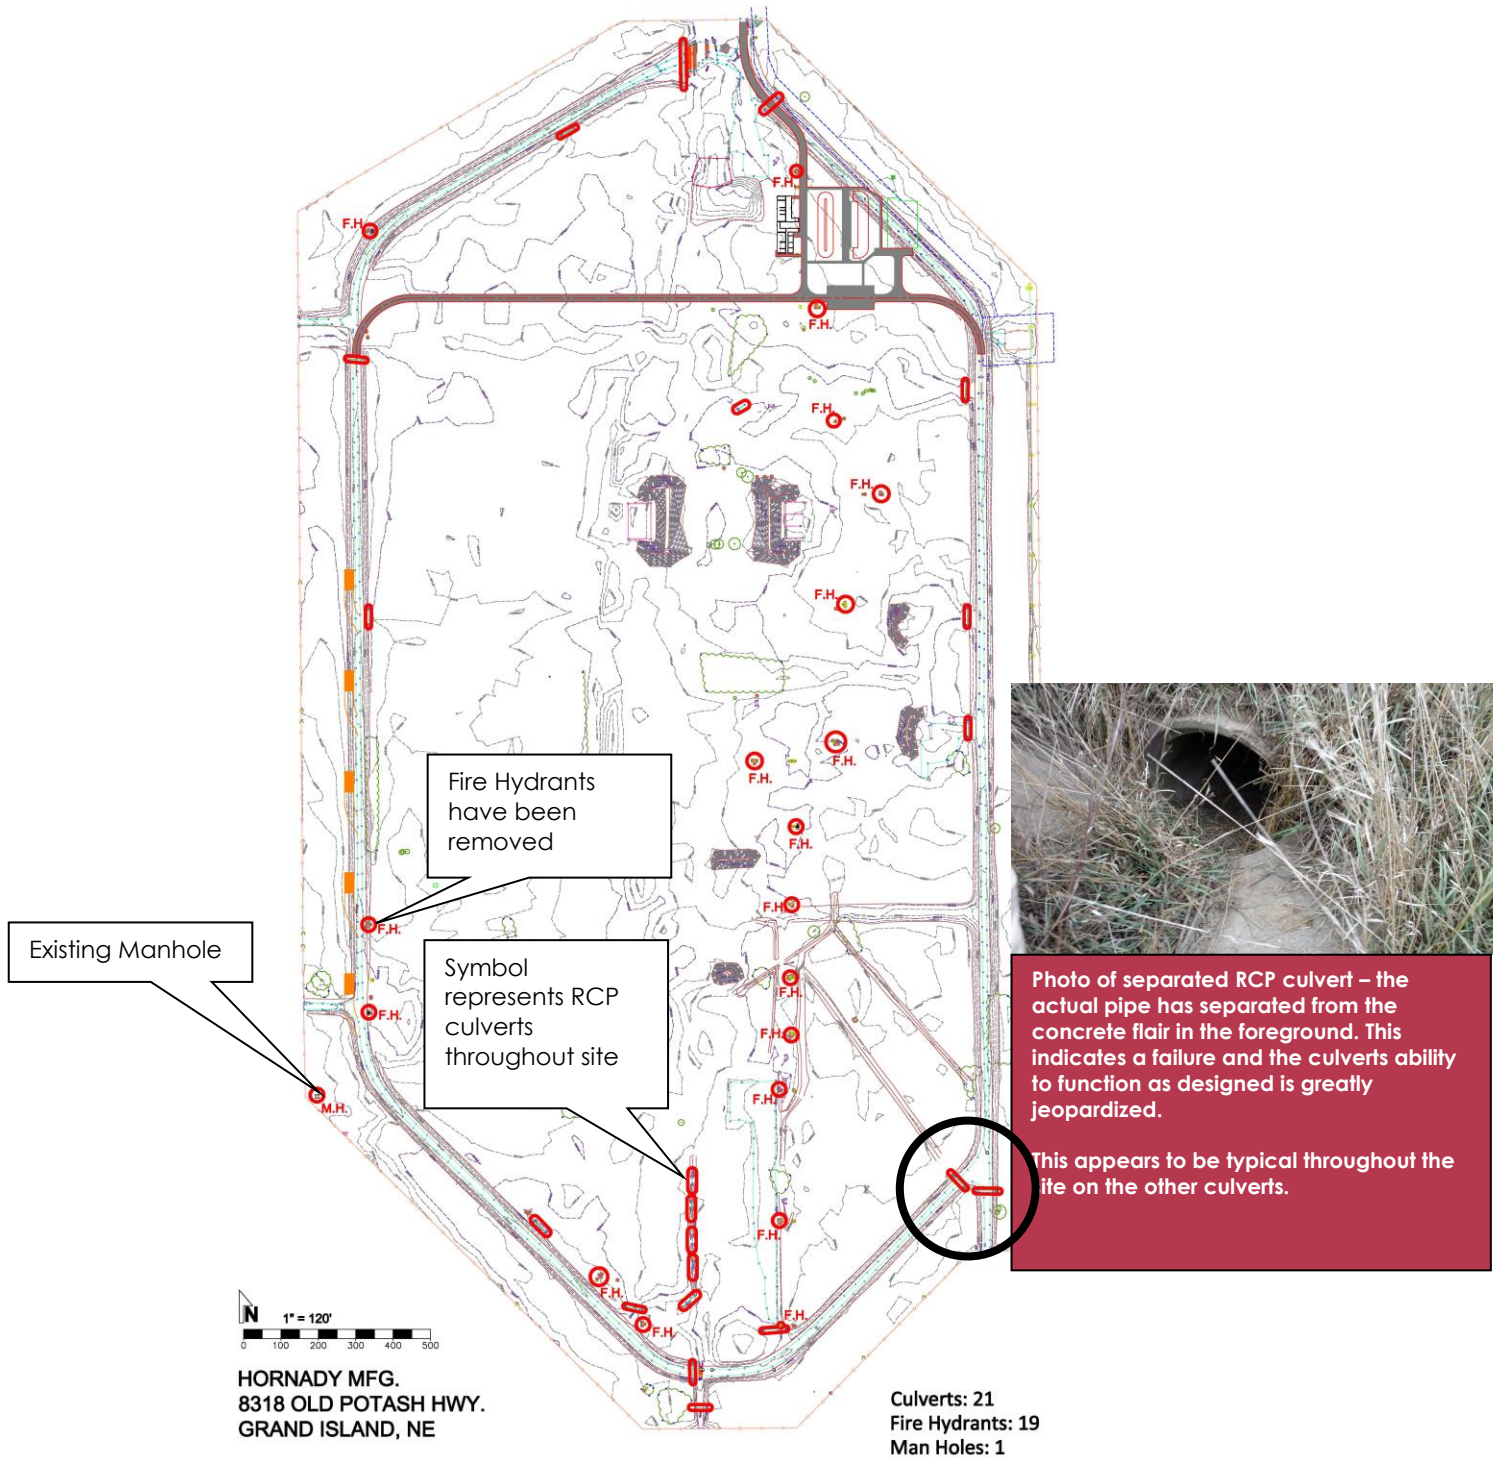 F.H.
F.H.
F.H.
F.H.
F.H.
F.H.
F.H.
F.H.
Fire Hydrants
have been
removed
F.H.
F.H.
F.H.
Existing Manhole
Symbol
represents RCP
culverts
throughout site
F.H.
F.H.
F.H.
F.H.
M.H.
F.H.
F.H.
F.H.
F.H.
Photo of separated RCP culvert – the
actual pipe has separated from the
concrete flair in the foreground. This
indicates a failure and the culverts ability
to function as designed is greatly
jeopardized.
This appears to be typical throughout the
site on the other culverts.
N
1" = 120'
0 100 200 300 400 500
HORNADY MFG.
8318 OLD POTASH HWY.
GRAND ISLAND, NE
Culverts: 21
Fire Hydrants: 19
Man Holes: 1